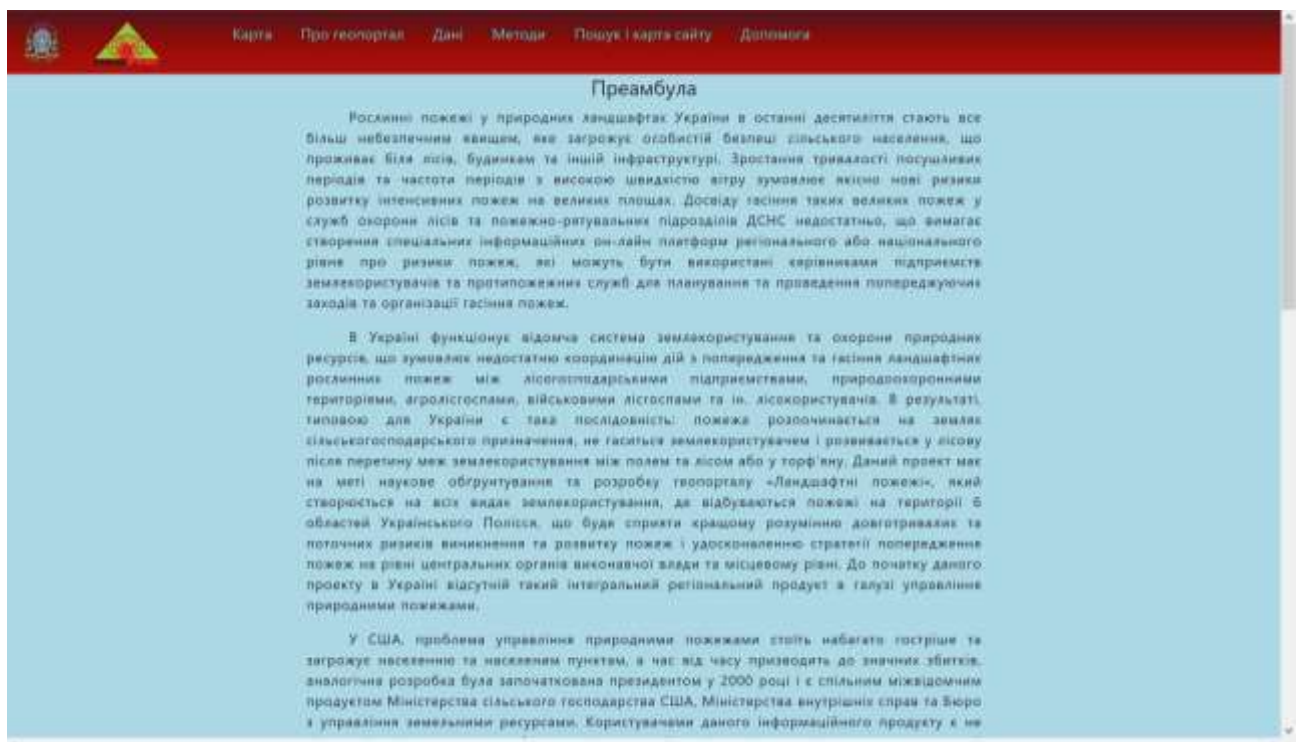 Карта Про геопортал Дані Методи Пошук і карта сайту Допомога
Преамбула
Рослинні пожежі у природних ландшафтах України в останні десятиліття стають все
більш небезпечним явищем, яке загрожує особистій безпеці сільського населення, що
проживає біля лісів, будинкам та іншій інфраструктурі. Зростання тривалості посушливих
періодів та частоти періодів з високою швидкістю вітру зумовлює якісно нові ризики
розвитку інтенсивних пожеж на великих площах. Досвіду гасіння таких великих пожеж у
служб охорони лісів та пожежно-рятувальних підрозділів ДСНС недостатньо, що вимагає
створення спеціальних інформаційних он-лайн платформ регіонального або національного
рівня про ризики пожеж, які можуть бути використані керівниками підприємств
землекористувачів та протипожежних служб для планування та проведення попереджуючих
заходів та організації гасіння пожеж.
В Україні функціонує відомча система землекористування та охорони природних
ресурсів, що зумовлює недостатню координацію дій з попередження та гасіння ландшафтних
рослинних пожеж між лісогосподарськими підприємствами, природоохоронними
територіями, агролісгоспами, військовими лісгоспами та ін. лісокористувачів. В результаті,
типовою для України є така послідовність: пожежа розпочинається на землях
сільськогосподарського призначення, не гаситься землекористувачем і розвивається у лісову
після перетину меж землекористування між полем та лісом або у торф'яну. Даний проект має
на меті наукове обґрунтування та розробку геопорталу «Ландшафтні пожежі», який
створюється на всіх видах землекористування, де відбуваються пожежі на території 6
областей Українського Полісся, що буде сприяти кращому розумінню довготривалих та
поточних ризиків виникнення та розвитку пожеж і удосконаленню стратегії попередження
пожеж на рівні центральних органів виконавчої влади та місцевому рівні. До початку даного
проекту в Україні відсутній такий інтегральний регіональний продукт в галузі управління
природними пожежами.
У США, проблема управління природними пожежами стоїть набагато гостріше та
загрожує населенню та населеним пунктам, а час від часу призводить до значних збитків,
аналогічна розробка була започаткована президентом у 2000 році і є спільним міжвідомчим
продуктом Міністерства сільського господарства США, Міністерства внутрішніх справ та Бюро
з управління земельними ресурсами. Користувачами даного інформаційного продукту є не